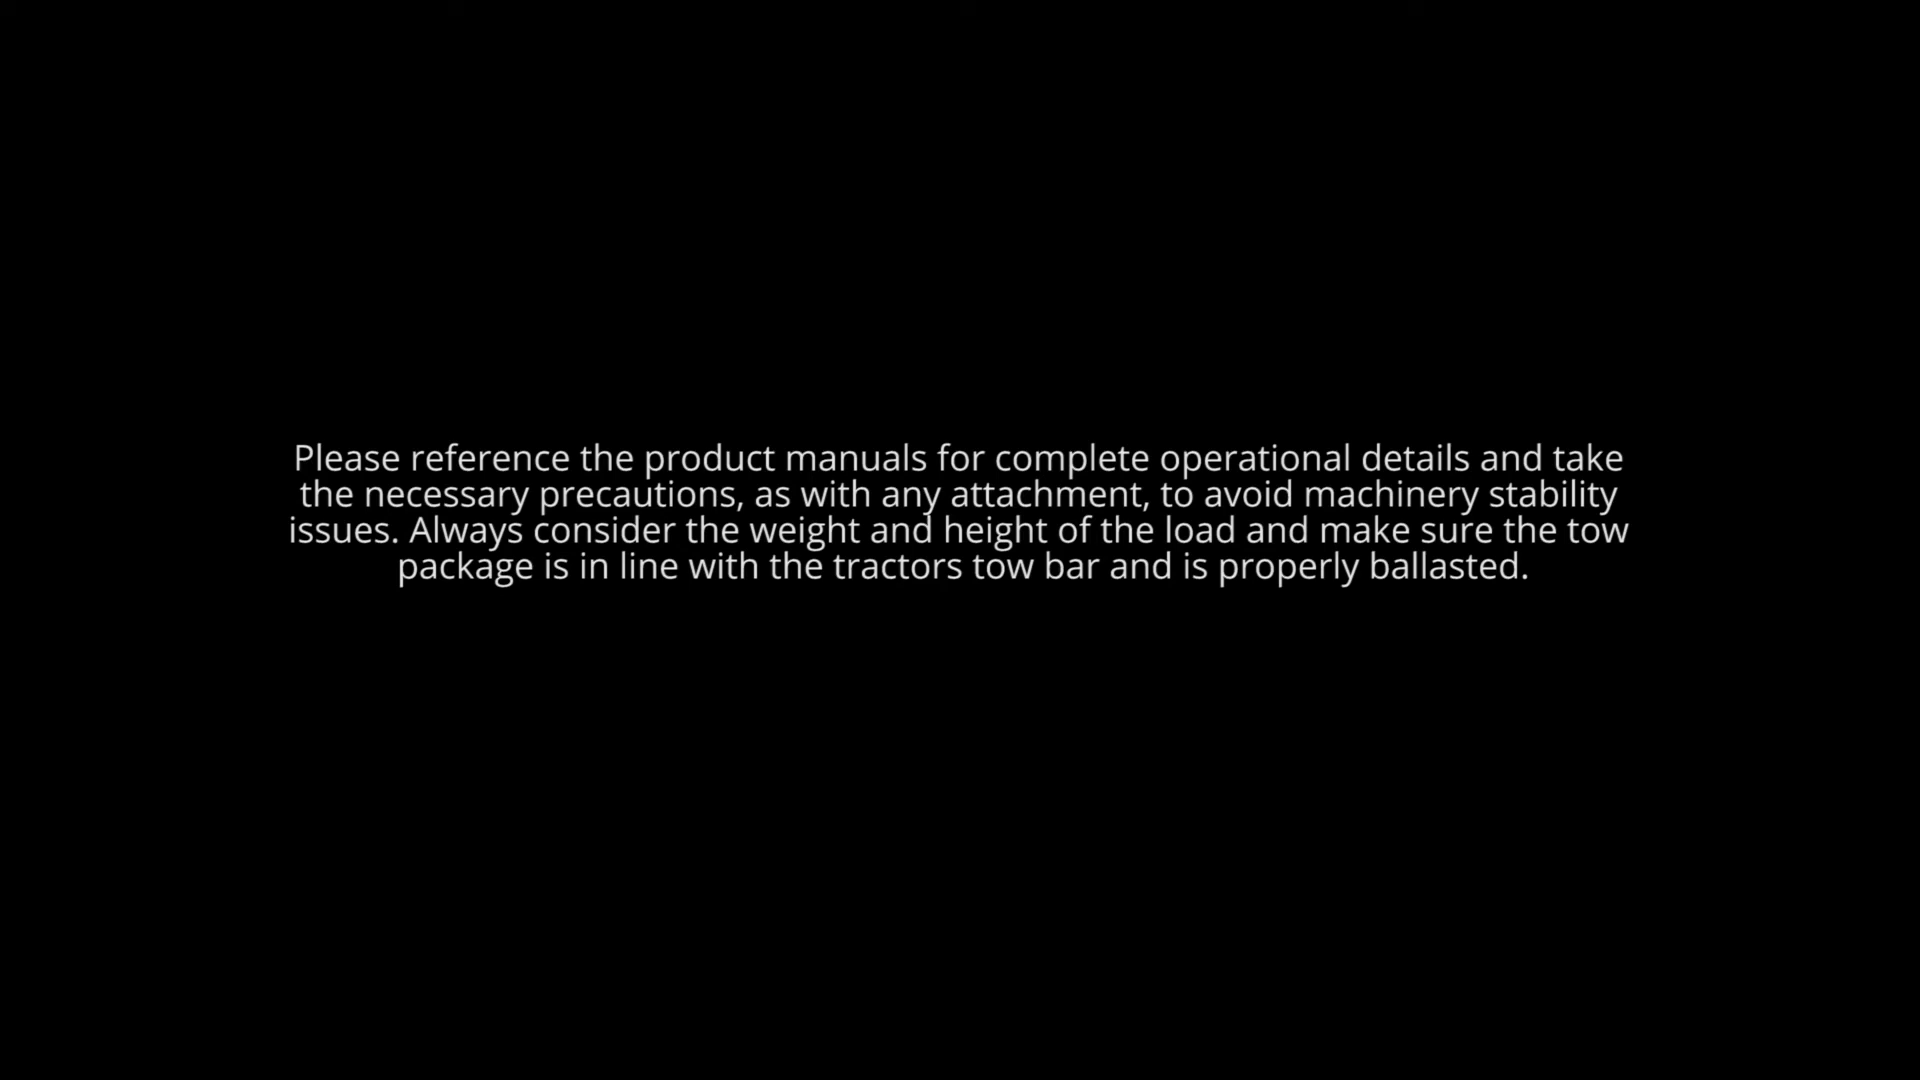 Please reference the product manuals for complete operational details and take
the necessary precautions, as with any attachment, to avoid machinery stability
issues. Always consider the weight and height of the load and make sure the tow
package is in line with the tractors tow bar and is properly ballasted.